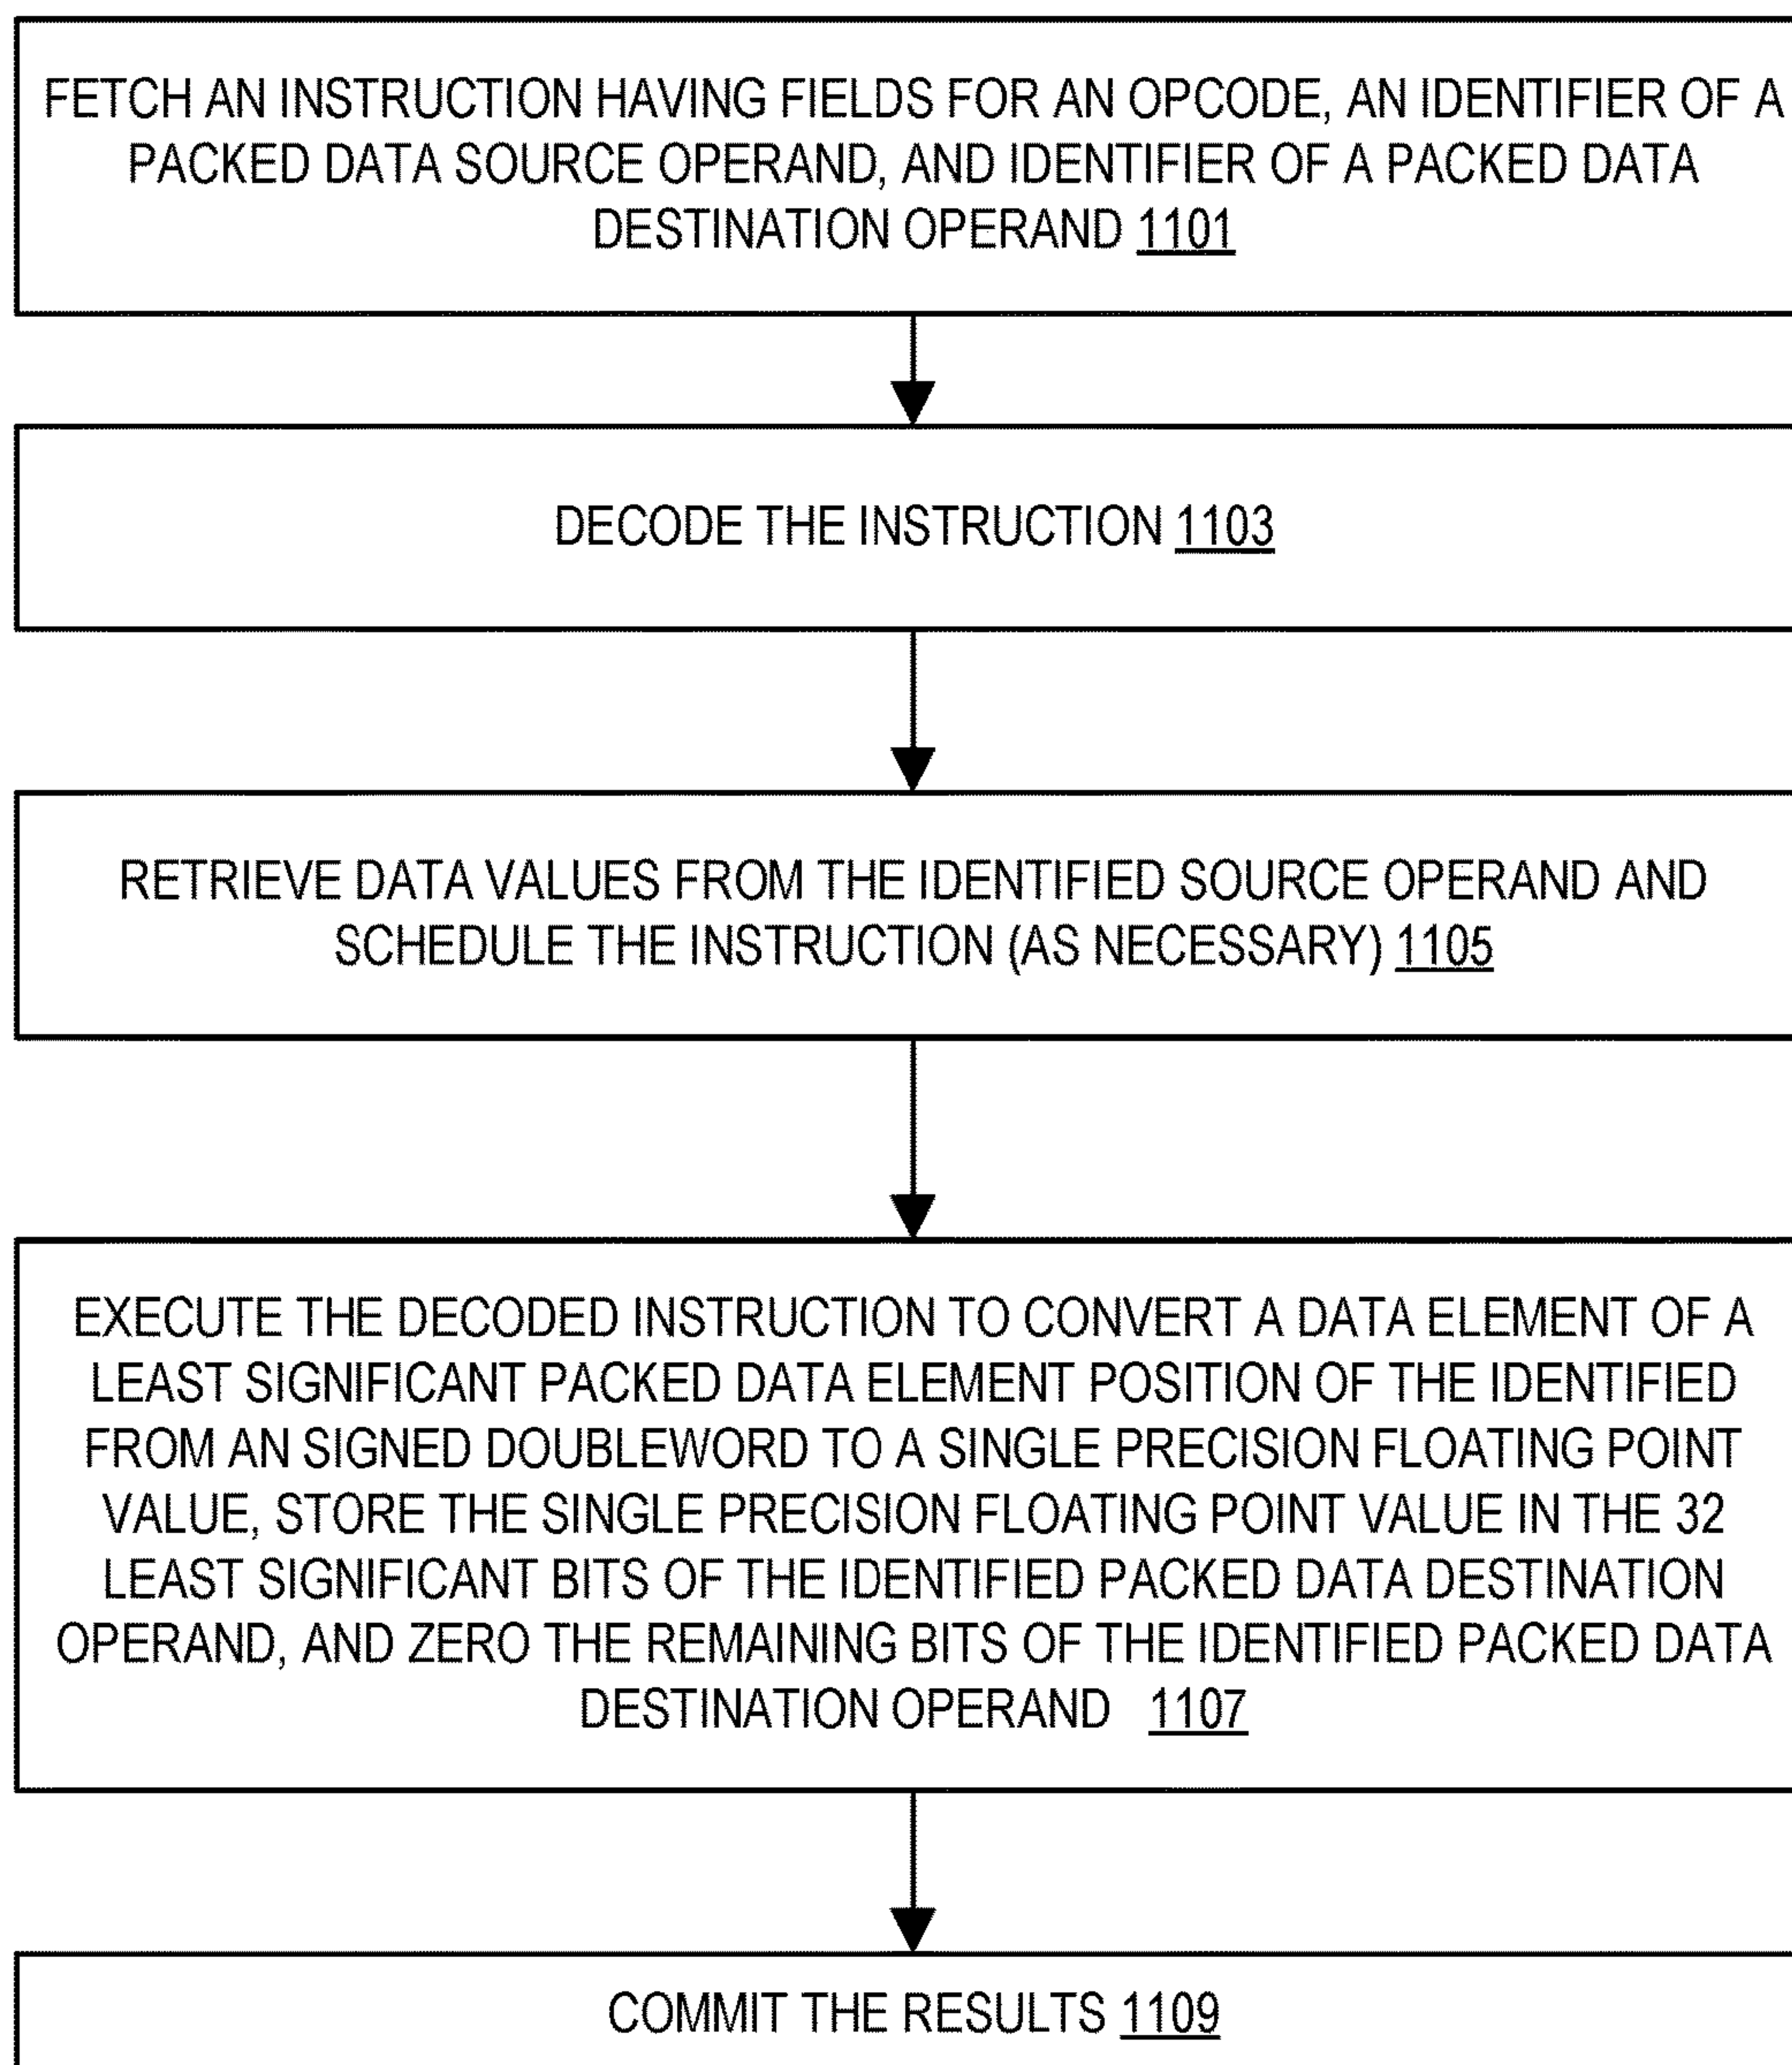 FETCH AN INSTRUCTION HAVING FIELDS FOR AN OPCODE, AN IDENTIFIER OF A
PACKED DATA SOURCE OPERAND, AND IDENTIFIER OF A PACKED DATA
DESTINATION OPERAND 1101
DECODE THE INSTRUCTION 1103
RETRIEVE DATA VALUES FROM THE IDENTIFIED SOURCE OPERAND AND
SCHEDULE THE INSTRUCTION (AS NECESSARY) 1105
EXECUTE THE DECODED INSTRUCTION TO CONVERT A DATA ELEMENT OF A
LEAST SIGNIFICANT PACKED DATA ELEMENT POSITION OF THE IDENTIFIED
FROM AN SIGNED DOUBLEWORD TO A SINGLE PRECISION FLOATING POINT
VALUE, STORE THE SINGLE PRECISION FLOATING POINT VALUE IN THE 32
LEAST SIGNIFICANT BITS OF THE IDENTIFIED PACKED DATA DESTINATION
OPERAND, AND ZERO THE REMAINING BITS OF THE IDENTIFIED PACKED DATA
DESTINATION OPERAND 1107
COMMIT THE RESULTS 1109